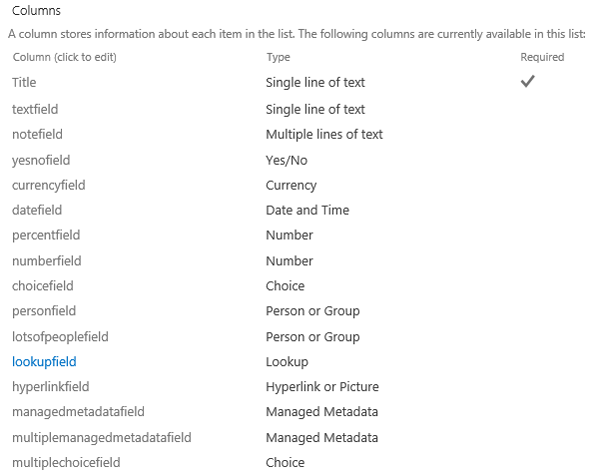 Columns
A column stores information about each item in the list. The following columns are currently available in this list:
Column (click to edit) Type Required
Title Single line of text
textfield Single line of text
notefield Multiple lines of text
yesnofield Yes/No
currencyfield Currency
datefield Date and Time
percentfield Number
numberfield Number
choicefield Choice
personfield Person or Group
lotsofpeoplefield Person or Group
lookupfield Lookup
hyperlinkfield Hyperlink or Picture
managedmetadatafield Managed Metadata
multiplemanagedmetadatafield Managed Metadata
multiplechoicefield Choice